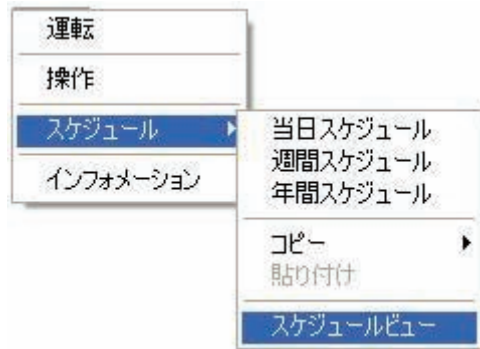 運転
操作
スケジュール
インフォメーション
当日スケジュール
週間スケジュール
年間スケジュール
コピー
貼り付け
スケジュールビュー